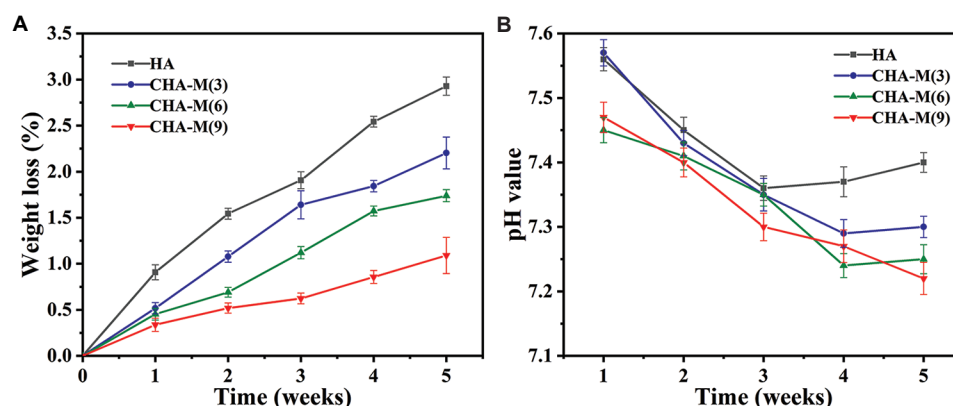 A
3.5
3.0
2.5
2.0
1.5
1.0
0.5
0.0
Weight loss (%)
HA
CHA-M(3)
CHA-M(6)
CHA-M(9)
0 1 2 3 4 5
Time (weeks)
B
7.6
7.5
7.4
7.3
7.2
7.1
pH value
HA
CHA-M(3)
CHA-M(6)
CHA-M(9)
1 2 3 4 5
Time (weeks)